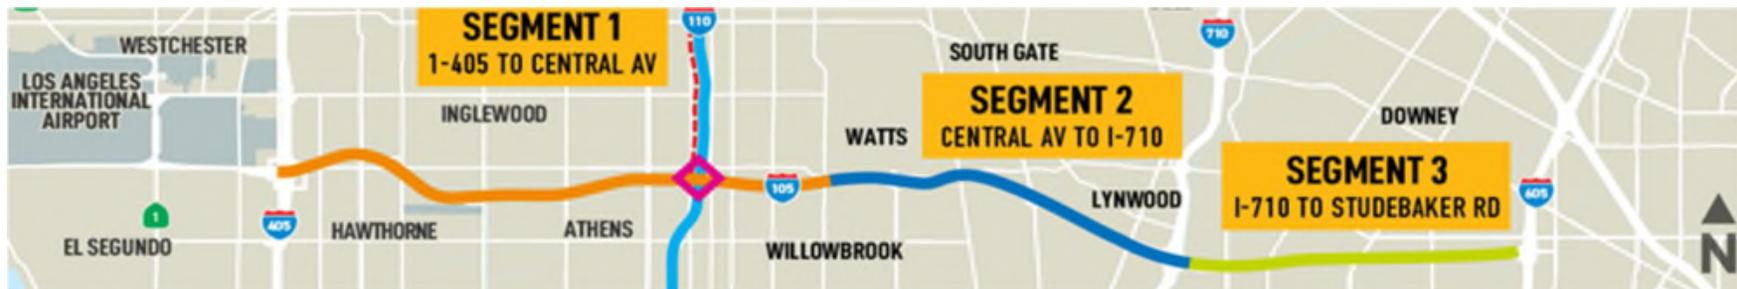 SEGMENT 1
1-405 TO CENTRAL AV
110
WESTCHESTER
LOS ANGELES
INTERNATIONAL
AIRPORT
INGLEWOOD
710
SOUTH GATE
SEGMENT 2
CENTRAL AV TO I-710
WATTS
DOWNEY
SEGMENT 3
I-710 TO STUDEBAKER RD
105
605
LYNWOOD
1
405
EL SEGUNDO
HAWTHORNE
ATHENS
WILLOWBROOK
N